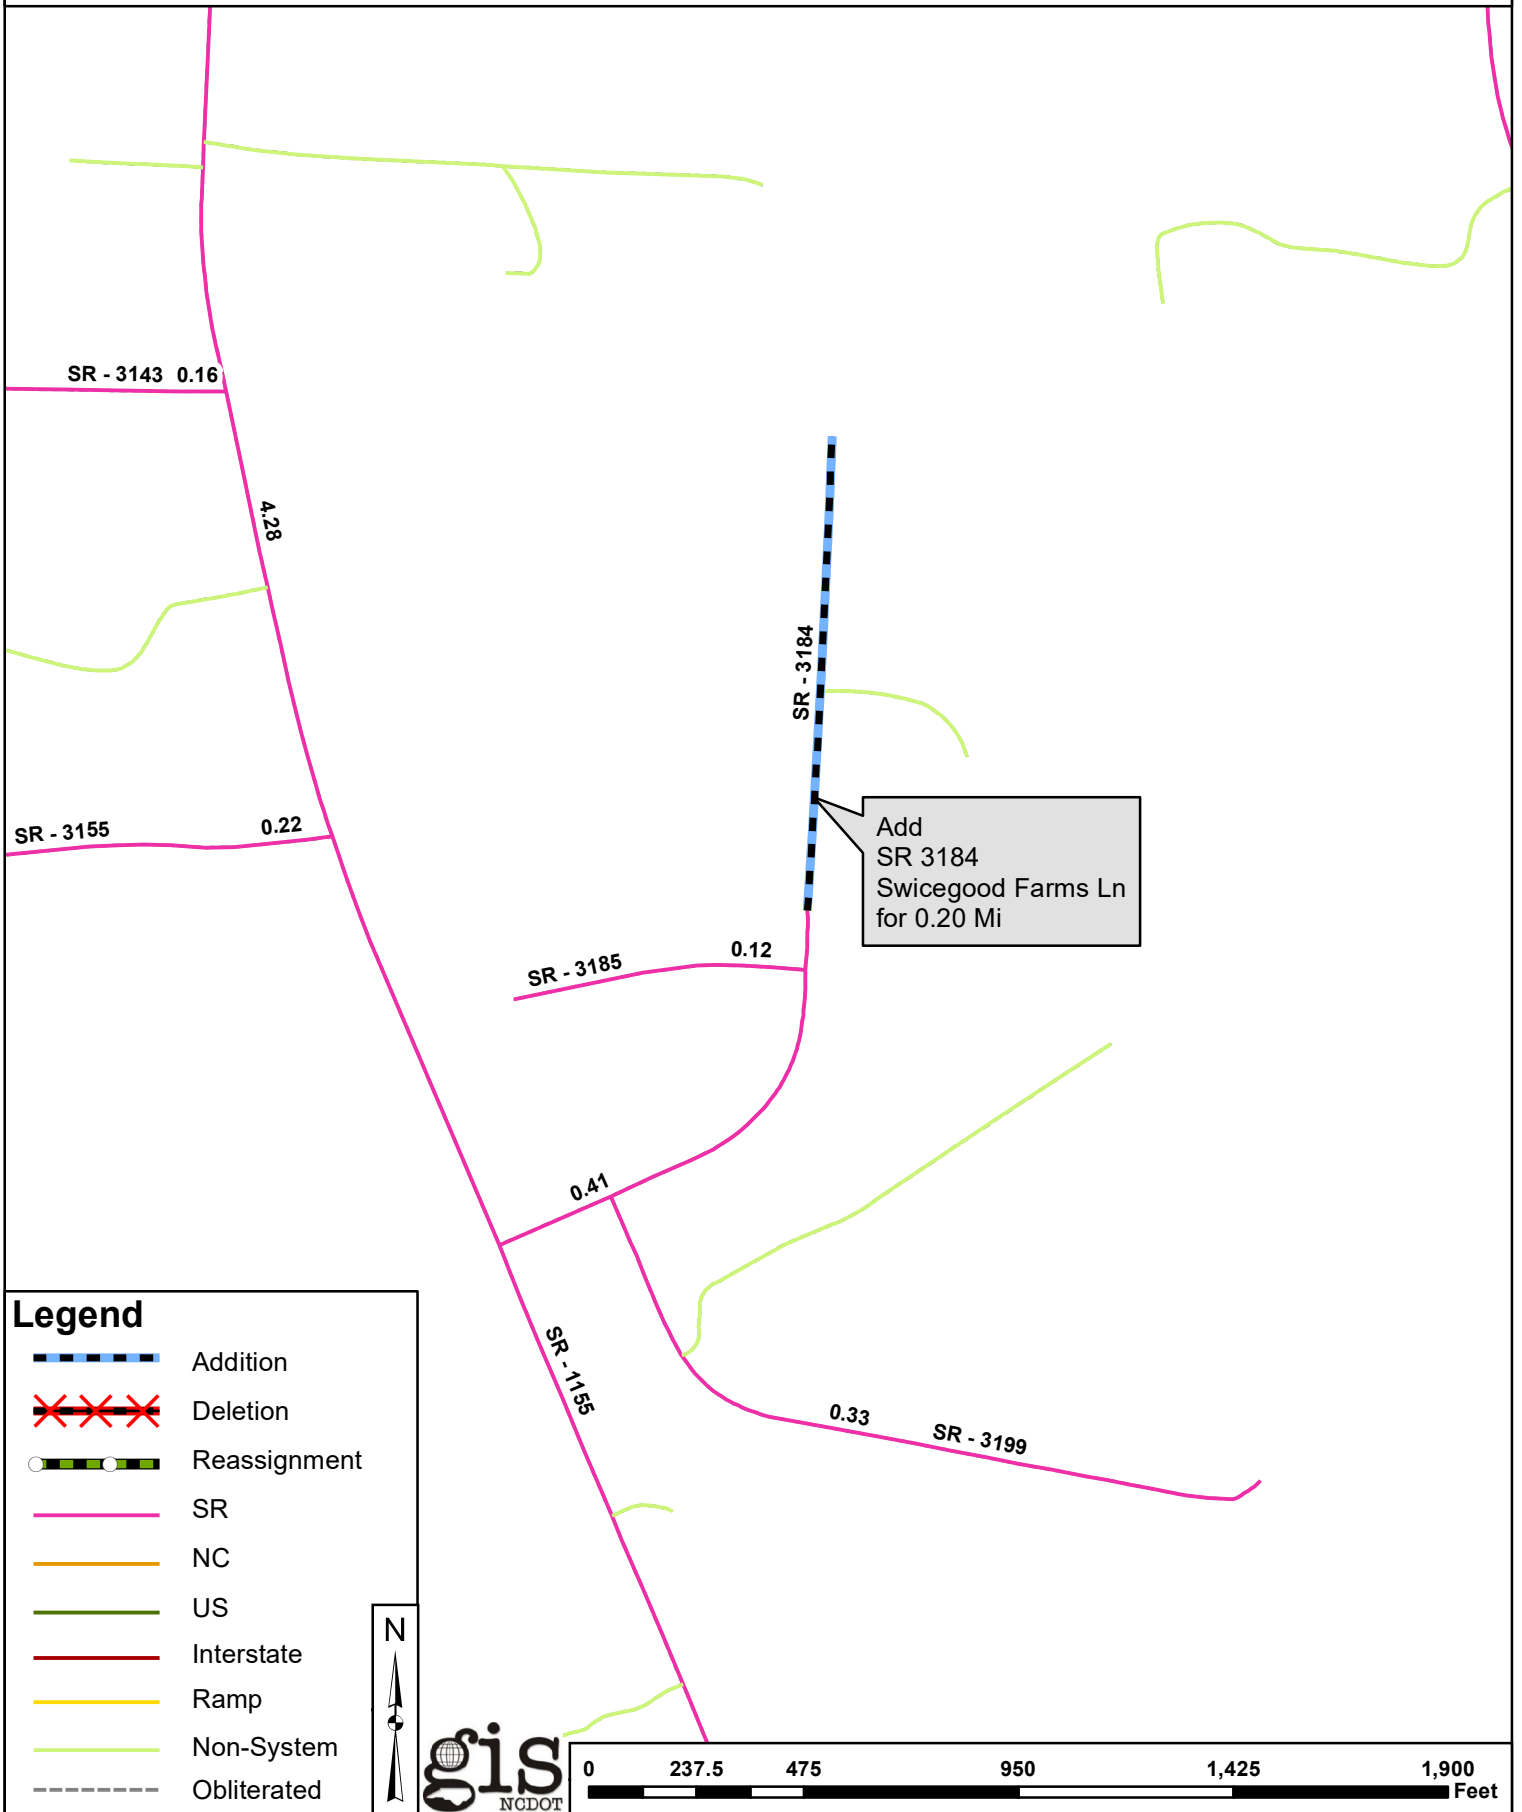 SR - 3143 0.16
4.28
SR - 3184
SR - 3155 0.22
Add
SR 3184
Swicegood Farms Ln
for 0.20 Mi
SR - 3185 0.12
0.41
SR - 1155
0.33 SR - 3199
Legend
Addition
Deletion
Reassignment
SR
NC
US
Interstate
Ramp
Non-System
Obliterated
N
gis
NCDOT
0 237.5 475 950 1,425 1,900
Feet